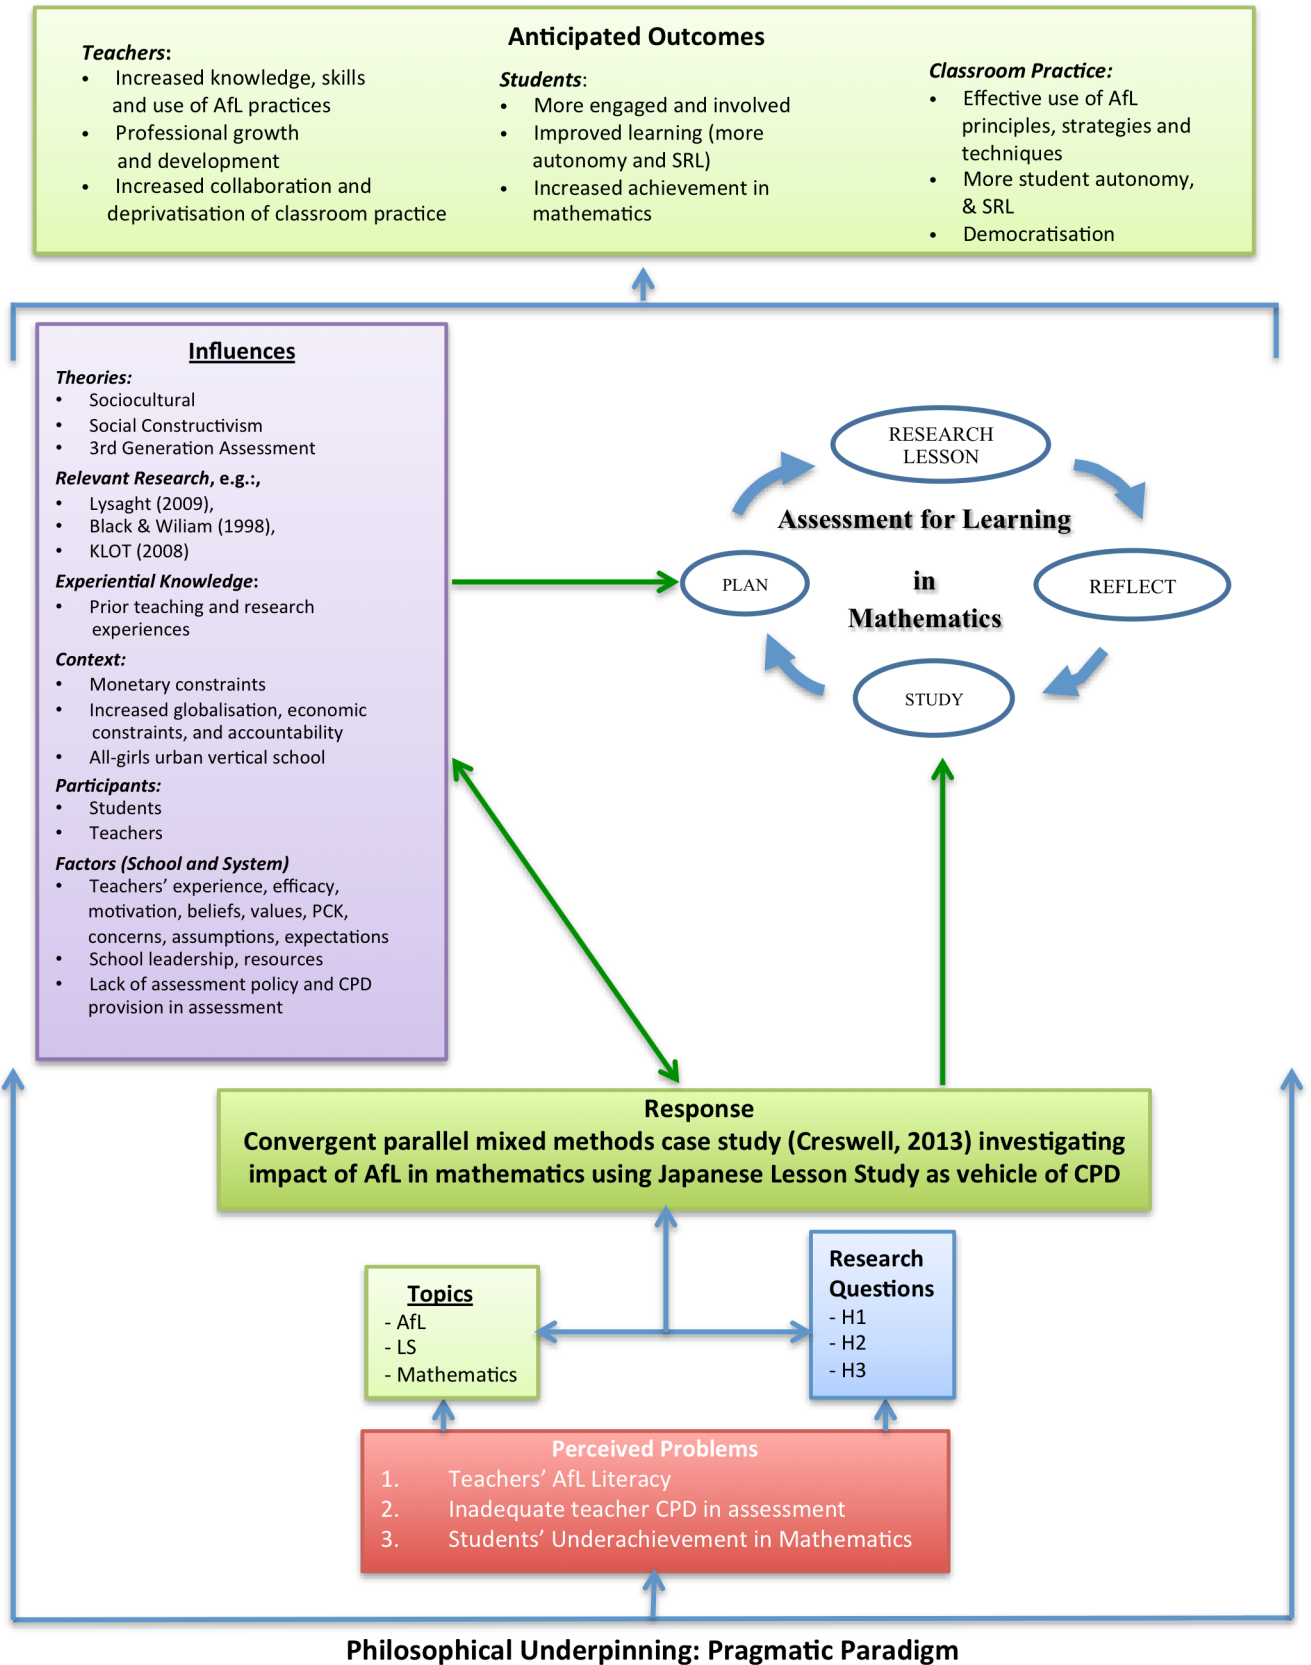 Anticipated Outcomes
Teachers:
• Increased knowledge, skills
and use of AfL practices
• Professional growth
and development
• Increased collaboration and
deprivatisation of classroom practice
Students:
• More engaged and involved
• Improved learning (more
autonomy and SRL)
• Increased achievement in
mathematics
Classroom Practice:
• Effective use of AfL
principles, strategies and
techniques
• More student autonomy,
& SRL
• Democratisation
Influences
Theories:
• Sociocultural
• Social Constructivism
• 3rd Generation Assessment
Relevant Research, e.g.:,
• Lysaght (2009),
• Black & Wiliam (1998),
• KLOT (2008)
Experiential Knowledge:
• Prior teaching and research
experiences
Context:
• Monetary constraints
• Increased globalisation, economic
constraints, and accountability
• All-girls urban vertical school
Participants:
• Students
• Teachers
Factors (School and System)
• Teachers’ experience, efficacy,
motivation, beliefs, values, PCK,
concerns, assumptions, expectations
• School leadership, resources
• Lack of assessment policy and CPD
provision in assessment
RESEARCH
LESSON
Assessment for Learning
in
Mathematics
PLAN
REFLECT
STUDY
Response
Convergent parallel mixed methods case study (Creswell, 2013) investigating
impact of AfL in mathematics using Japanese Lesson Study as vehicle of CPD
Topics
- AfL
- LS
- Mathematics
Research
Questions
- H1
- H2
- H3
Perceived Problems
1. Teachers’ AfL Literacy
2. Inadequate teacher CPD in assessment
3. Students’ Underachievement in Mathematics
Philosophical Underpinning: Pragmatic Paradigm